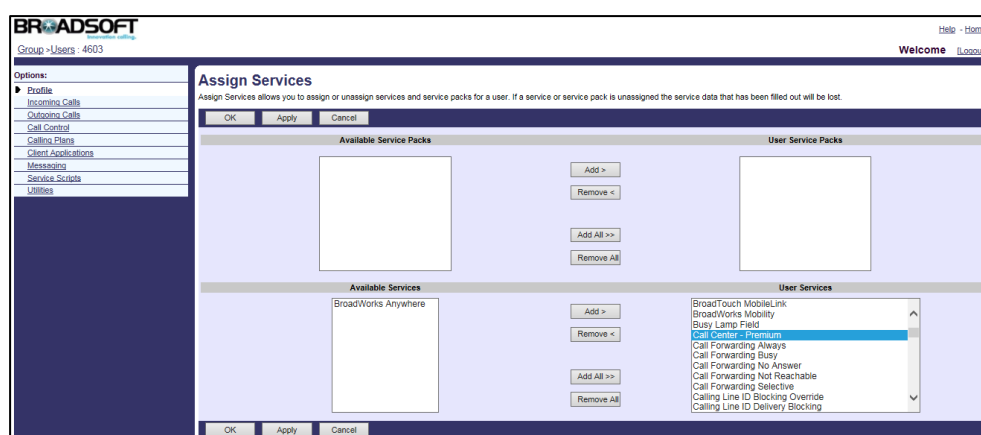 BROADSOFT
innovation calling.
Help - Hom
Group >Users : 4603
Welcome [Logou
Options:
Profile
Incoming Calls
Outgoing Calls
Call Control
Calling Plans
Client Applications
Messaging
Service Scripts
Utilities
Assign Services
Assign Services allows you to assign or unassign services and service packs for a user. If a service or service pack is unassigned the service data that has been filled out will be lost.
OK Apply Cancel
Available Service Packs
User Service Packs
Add >
Remove <
Add All >>
Remove All
Available Services
User Services
BroadWorks Anywhere
Add >
Remove <
Add All >>
Remove All
BroadTouch MobileLink
BroadWorks Mobility
Busy Lamp Field
Call Center - Premium
Call Forwarding Always
Call Forwarding Busy
Call Forwarding No Answer
Call Forwarding Not Reachable
Call Forwarding Selective
Calling Line ID Blocking Override
Calling Line ID Delivery Blocking
OK Apply Cancel